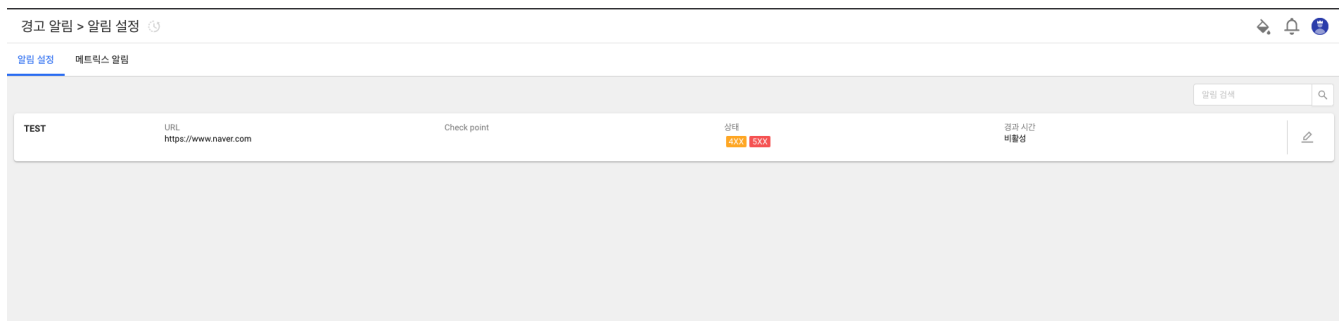 경고 알림 > 알림 설정
알림 설정 메트릭스 알림
알림 검색
TEST
URL
https://www.naver.com
Check point
상태
4XX 5XX
경과 시간
비활성